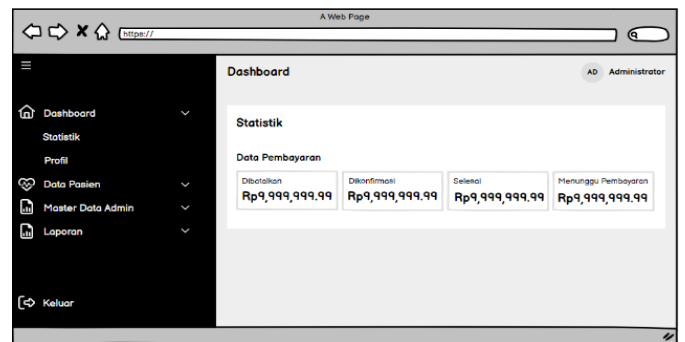 A Web Page
https://
Dashboard
AD Administrator
Dashboard
Statistik
Profil
Data Pasien
Master Data Admin
Laporan
Keluar
Statistik
Data Pembayaran
Dibatalkan
Rp9,999,999.99
Dikonfirmasi
Rp9,999,999.99
Selesai
Rp9,999,999.99
Menunggu Pembayaran
Rp9,999,999.99